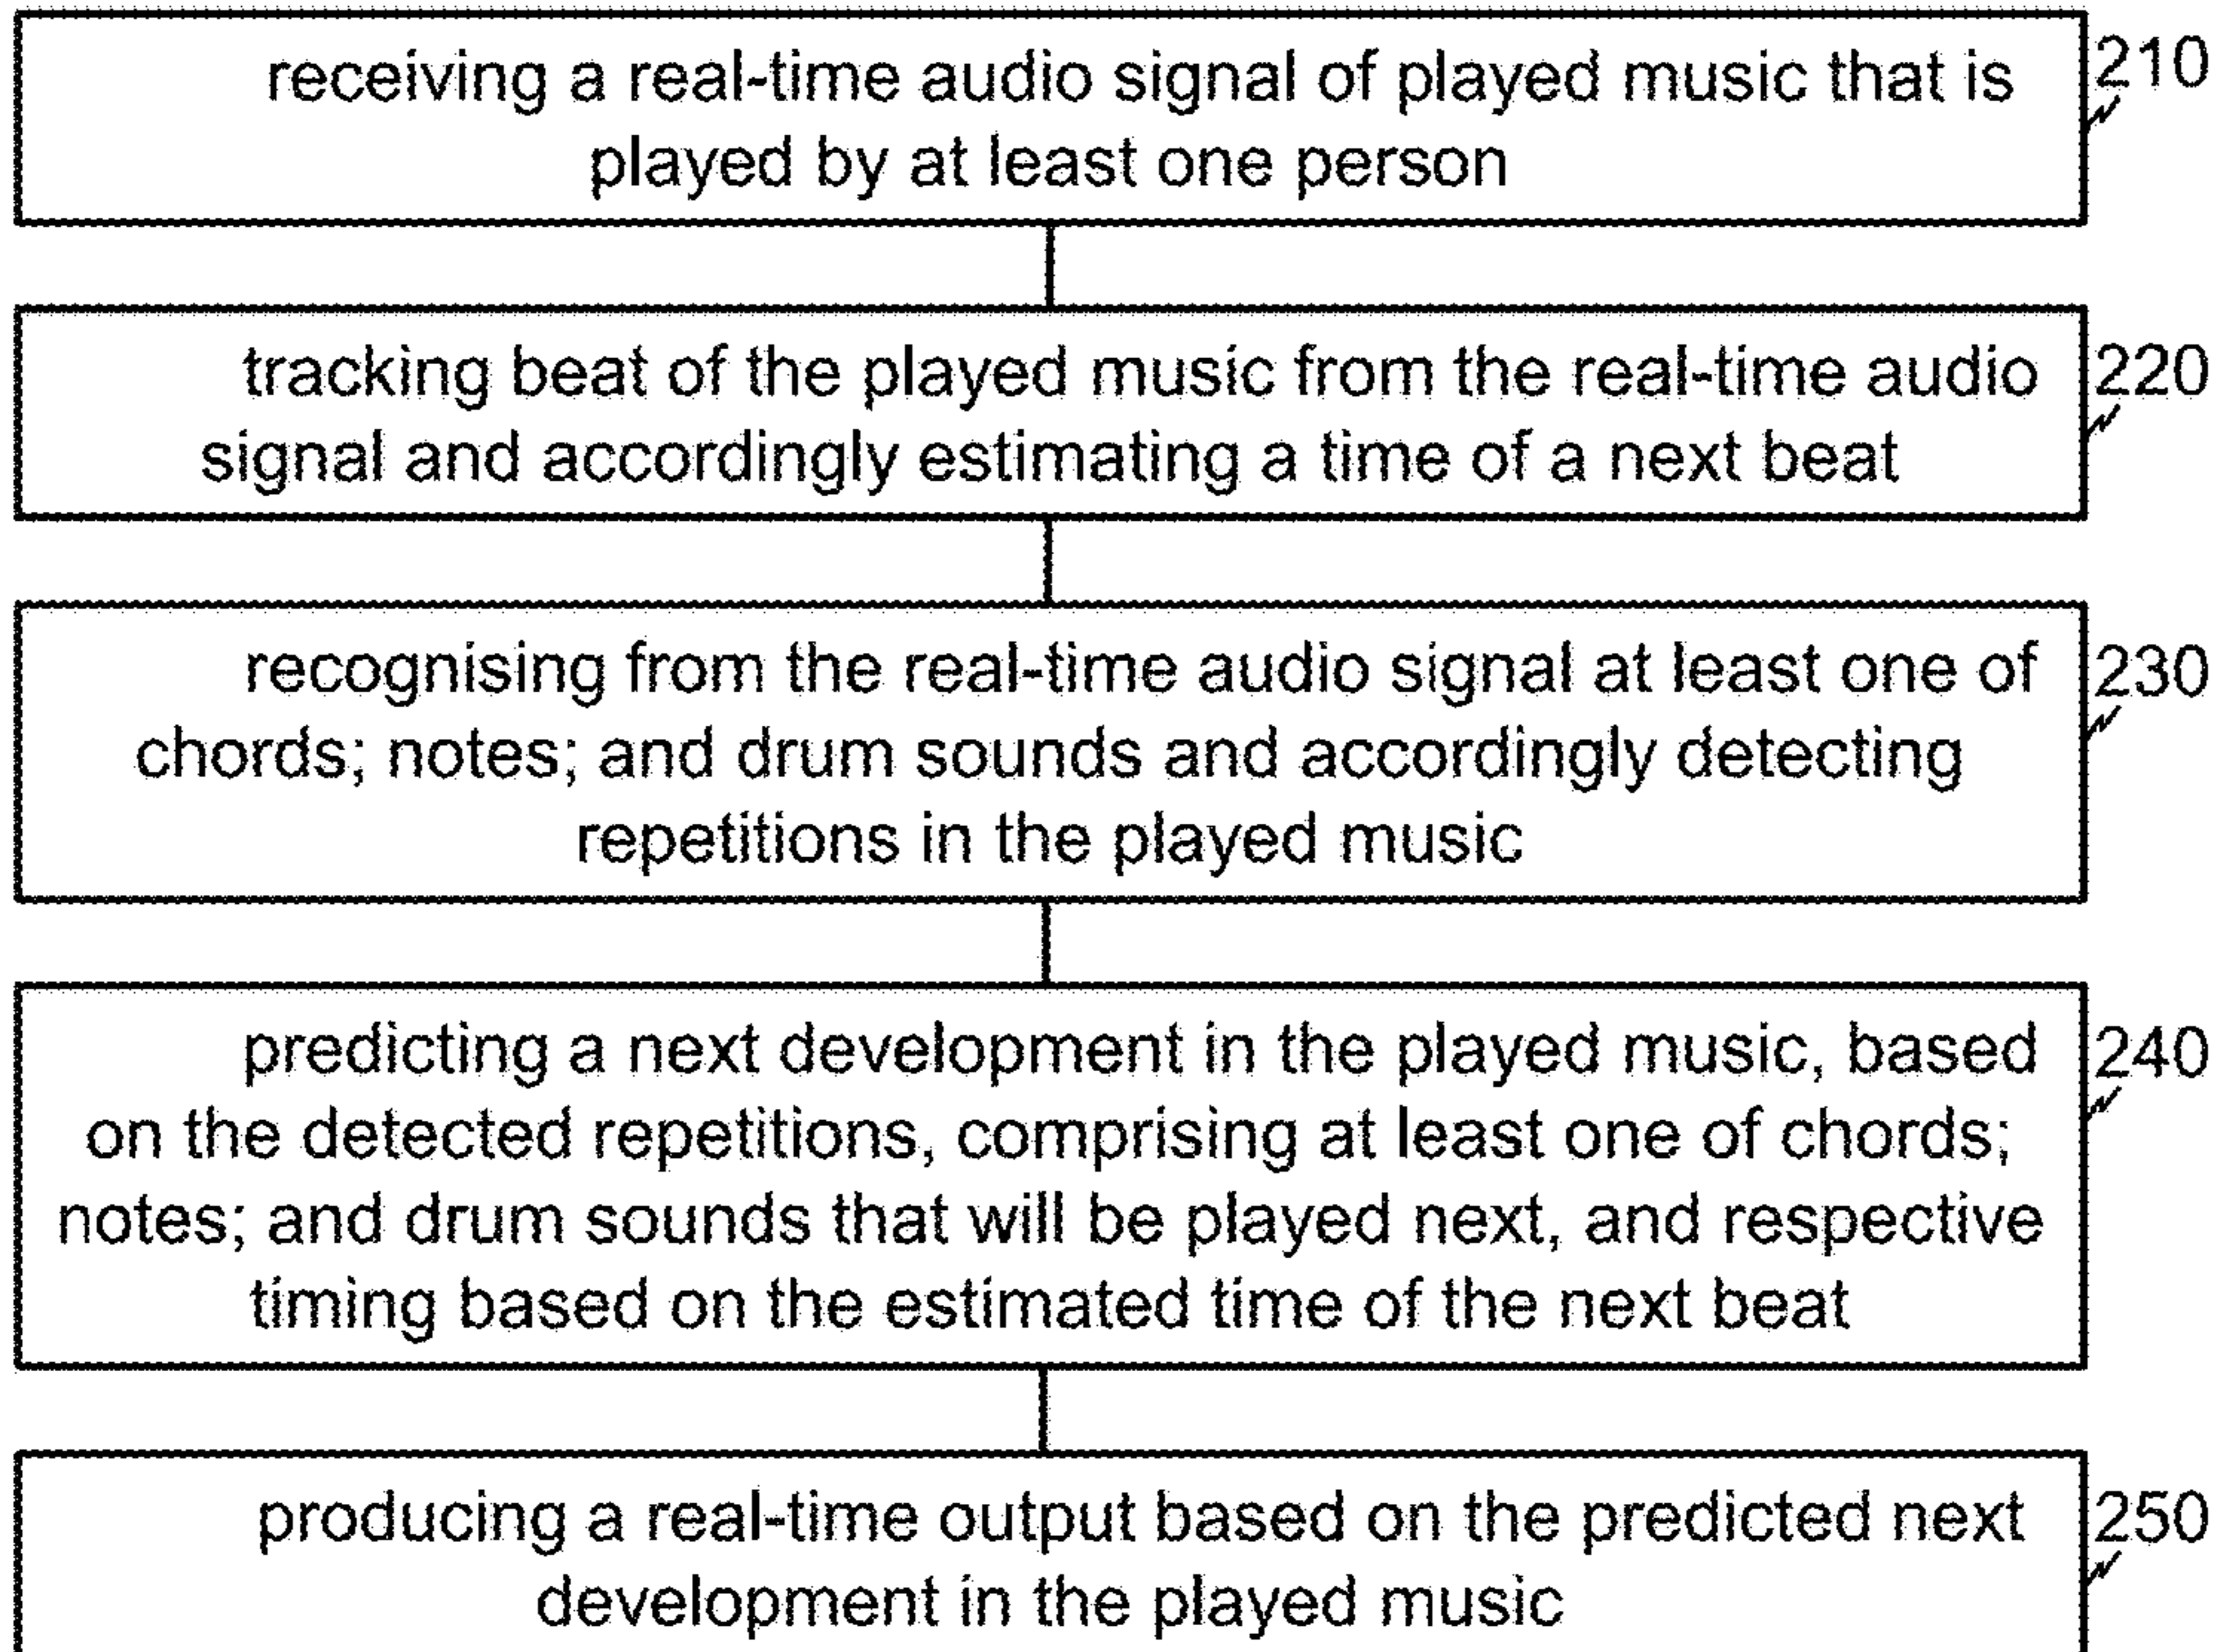 receiving a real-time audio signal of played music that is
played by at least one person
210
tracking beat of the played music from the real-time audio
signal and accordingly estimating a time of a next beat
220
recognising from the real-time audio signal at least one of
chords; notes; and drum sounds and accordingly detecting
repetitions in the played music
230
predicting a next development in the played music, based
on the detected repetitions, comprising at least one of chords;
notes; and drum sounds that will be played next, and respective
timing based on the estimated time of the next beat
240
producing a real-time output based on the predicted next
development in the played music
250